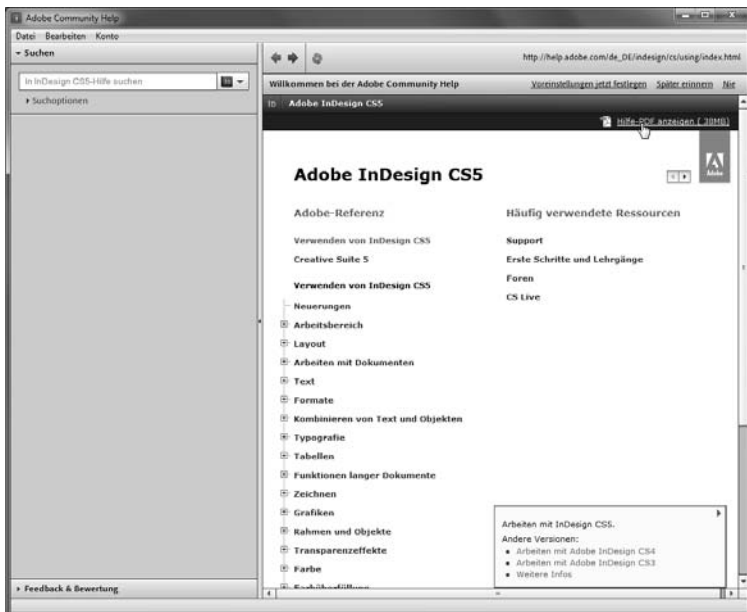 Adobe Community Help
Datei Bearbeiten Konto
Suchen
In InDesign CS5-Hilfe suchen
Suchoptionen
http://help.adobe.com/de_DE/indesign/cs/using/index.html
Willkommen bei der Adobe Community Help Voreinstellungen jetzt festlegen Später erinnern Nie
Adobe InDesign CS5
Hilfe-PDF anzeigen ( 30MB)
Adobe
Adobe InDesign CS5
Adobe-Referenz
Verwenden von InDesign CS5
Creative Suite 5
Verwenden von InDesign CS5
Neuerungen
Arbeitsbereich
Layout
Arbeiten mit Dokumenten
Text
Formate
Kombinieren von Text und Objekten
Typografie
Tabellen
Funktionen langer Dokumente
Zeichnen
Grafiken
Rahmen und Objekte
Transparenzeffekte
Farbe
Farbüberfüllung
Häufig verwendete Ressourcen
Support
Erste Schritte und Lehrgänge
Foren
CS Live
Arbeiten mit InDesign CS5.
Andere Versionen:
Arbeiten mit Adobe InDesign CS4
Arbeiten mit Adobe InDesign CS3
Weitere Infos
Feedback & Bewertung